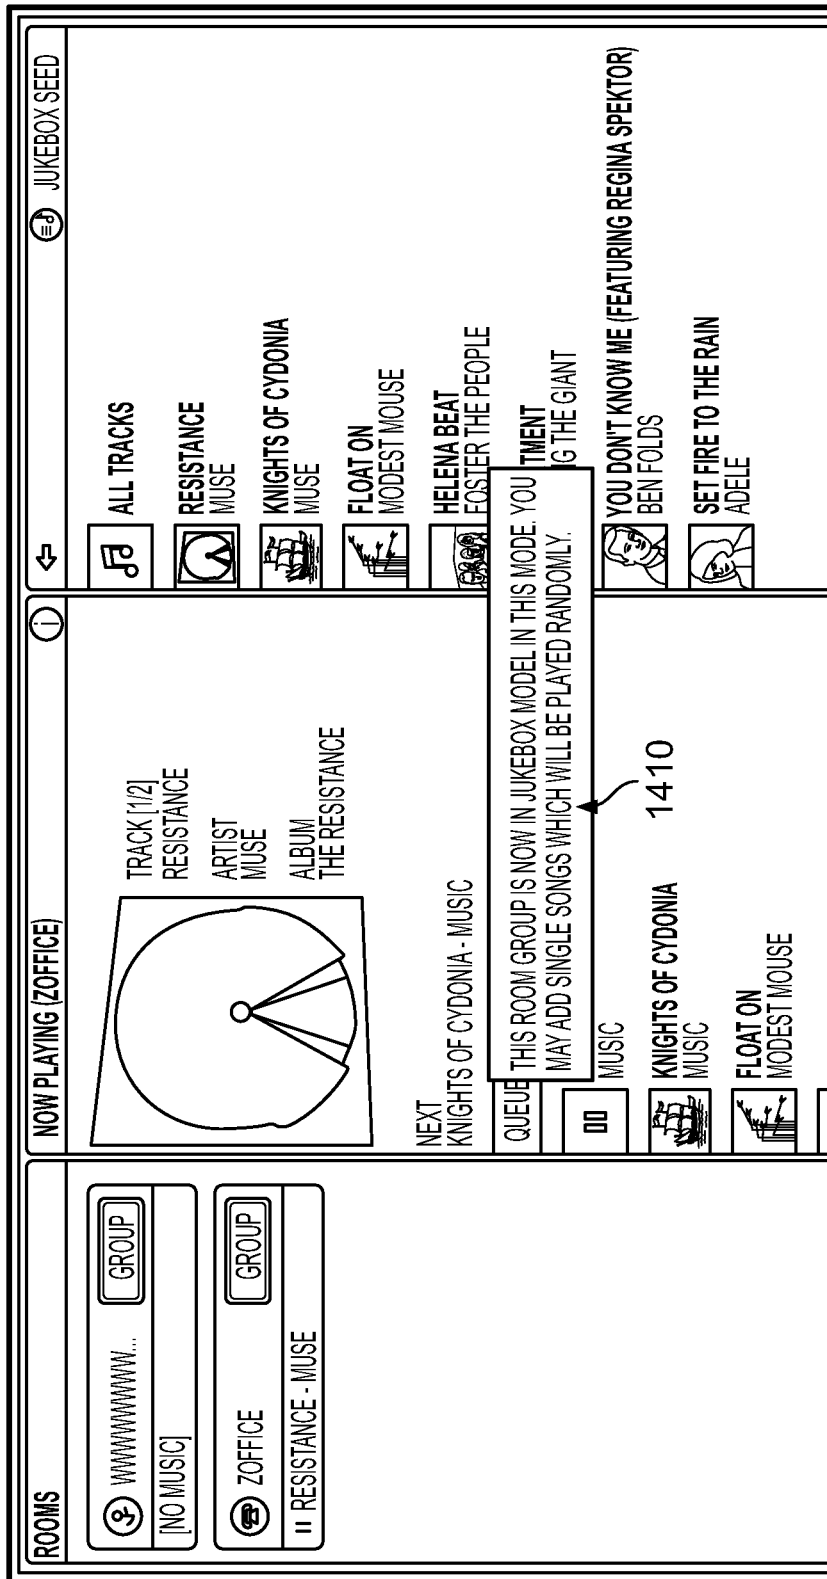 ROOMS
WWWWWWWWW...
GROUP
[NO MUSIC]
ZOFFICE
GROUP
RESISTANCE - MUSE
NOW PLAYING (ZOFFICE)
i
TRACK [1/2]
RESISTANCE
ARTIST
MUSE
ALBUM
THE RESISTANCE
NEXT
KNIGHTS OF CYDONIA - MUSIC
QUEUE
THIS ROOM GROUP IS NOW IN JUKEBOX MODEL IN THIS MODE. YOU
MAY ADD SINGLE SONGS WHICH WILL BE PLAYED RANDOMLY.
1410
MUSIC
KNIGHTS OF CYDONIA
MUSIC
FLOAT ON
MODEST MOUSE
JUKEBOX SEED
ALL TRACKS
RESISTANCE
MUSE
KNIGHTS OF CYDONIA
MUSE
FLOAT ON
MODEST MOUSE
HELENA BEAT
FOSTER THE PEOPLE
TMENT
G THE GIANT
YOU DON'T KNOW ME (FEATURING REGINA SPEKTOR)
BEN FOLDS
SET FIRE TO THE RAIN
ADELE